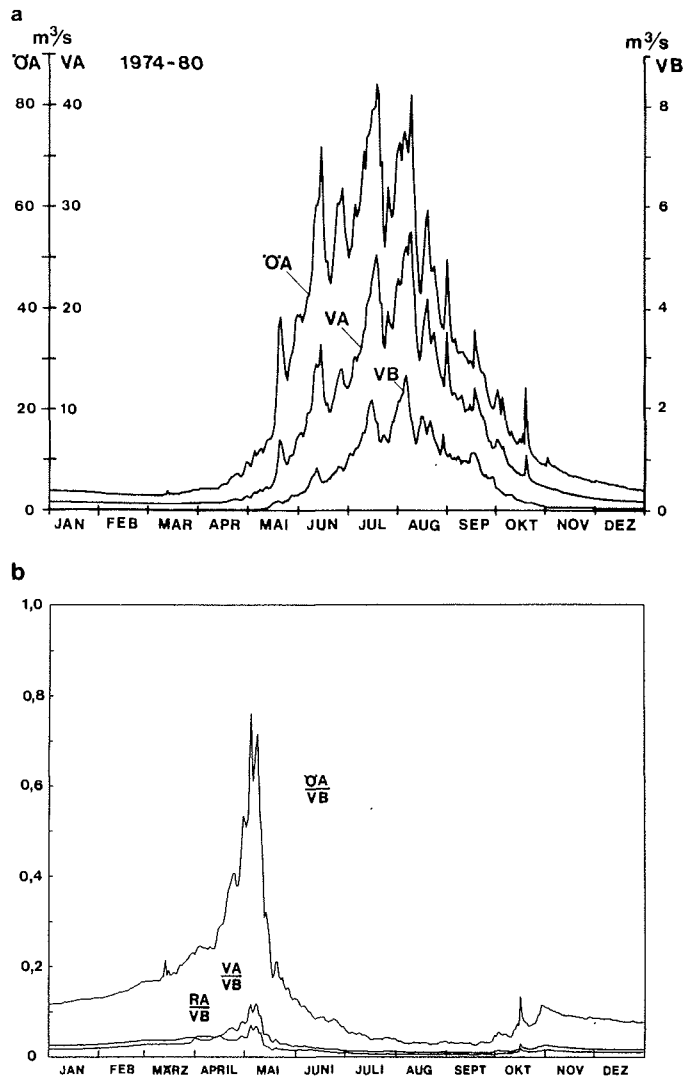 a
m³/s
ÖA VA 1974-80
m³/s
VB
80
40
8
60
30
6
ÖA
40
20
VA
4
VB
20
10
2
0
0
JAN FEB MAR APR MAI JUN JUL AUG SEP OKT NOV DEZ
b
1,0
0,8
ÖA
VB
0,6
0,4
0,2
VA
VB
RA
VB
0
JAN FEB MÄRZ APRIL MAI JUNI JULI AUG SEPT OKT NOV DEZ